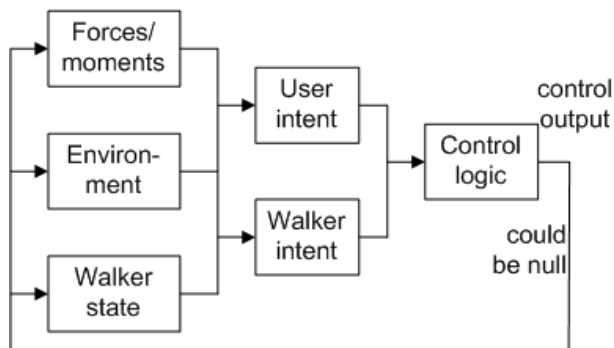 Forces/
moments
Environ-
ment
Walker
state
User
intent
Walker
intent
Control
logic
control
output
could
be null